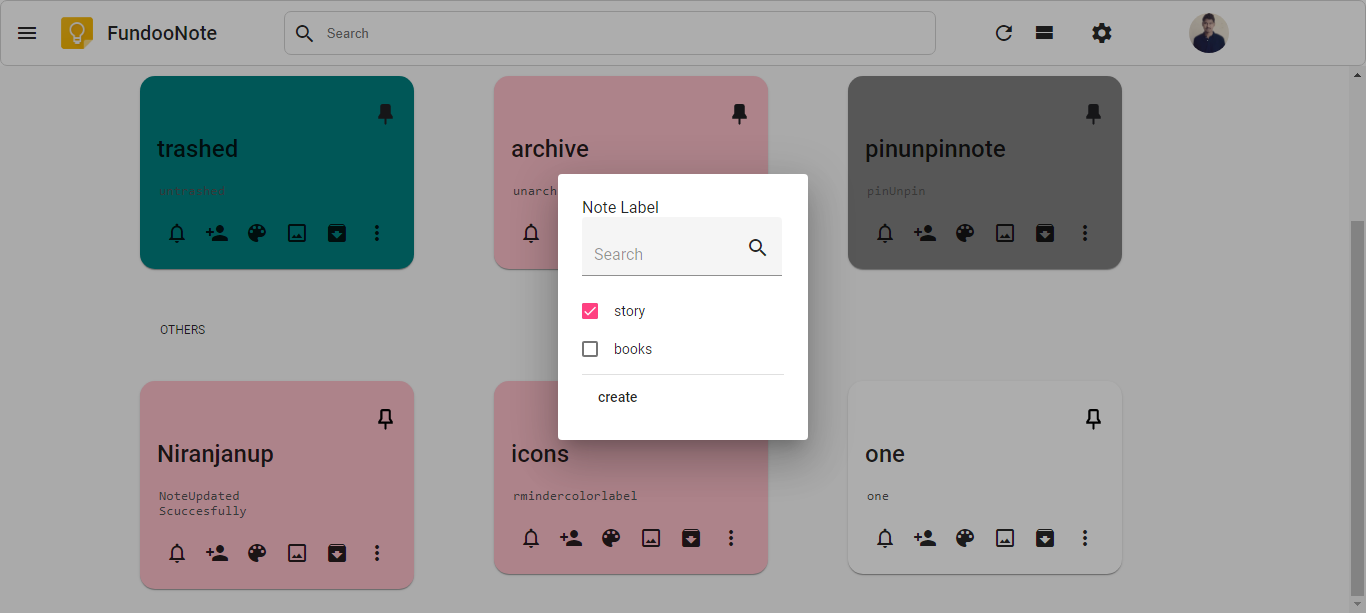 FundooNote
Search
trashed
untrashed
archive
unarch
pinunpinnote
pinUnpin
Note Label
Search
story
books
create
OTHERS
Niranjanup
NoteUpdated
Scuccesfully
icons
rmindercolorlabel
one
one